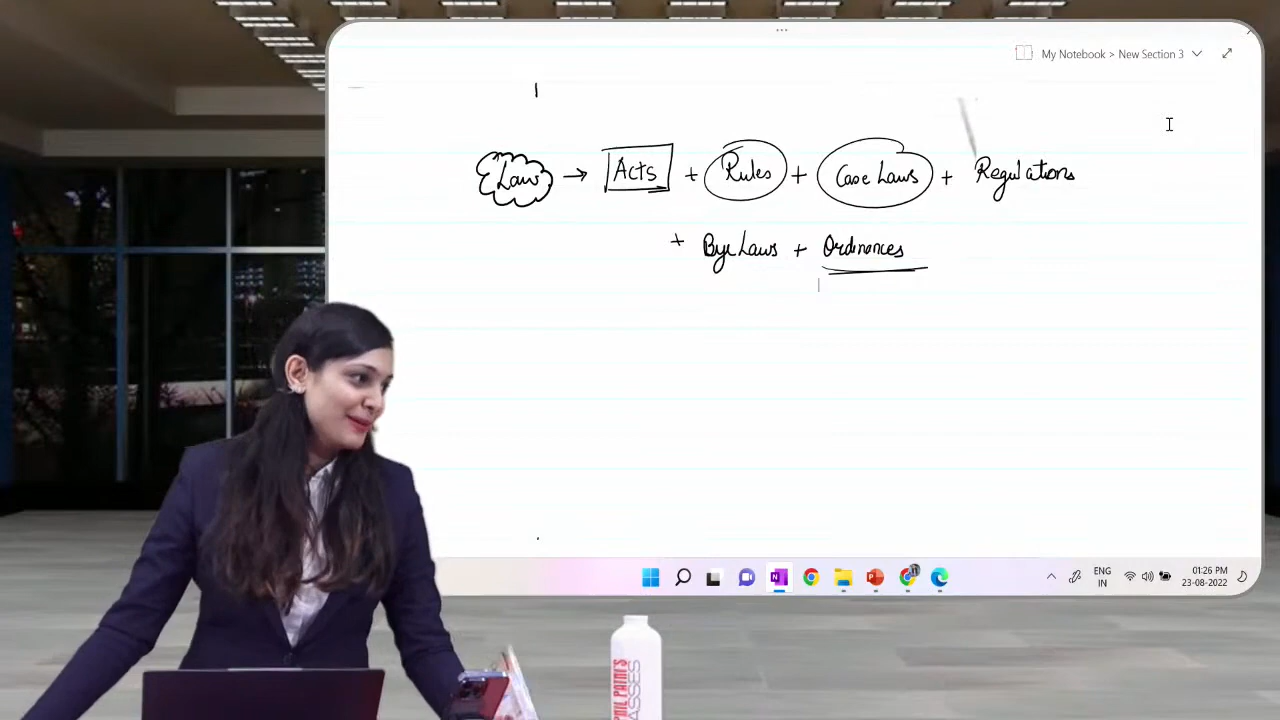 My Notebook > New Section 3
Law → Acts + Rules + Case Laws + Regulations
+ Bye Laws + Ordinances
ENG
IN
01:26 PM
23-08-2022